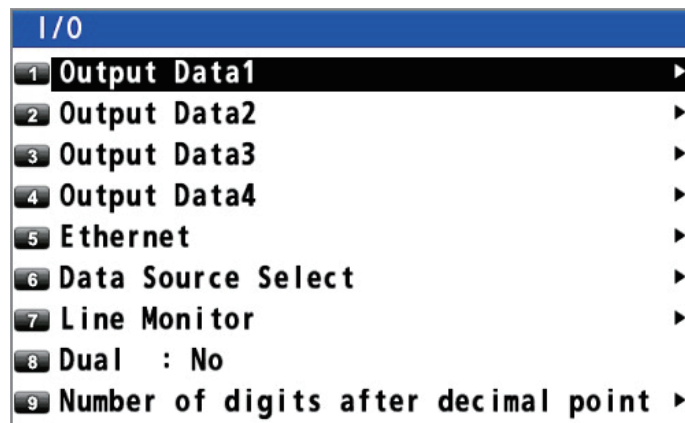 I/O
1 Output Data1
2 Output Data2
3 Output Data3
4 Output Data4
5 Ethernet
6 Data Source Select
7 Line Monitor
8 Dual : No
9 Number of digits after decimal point